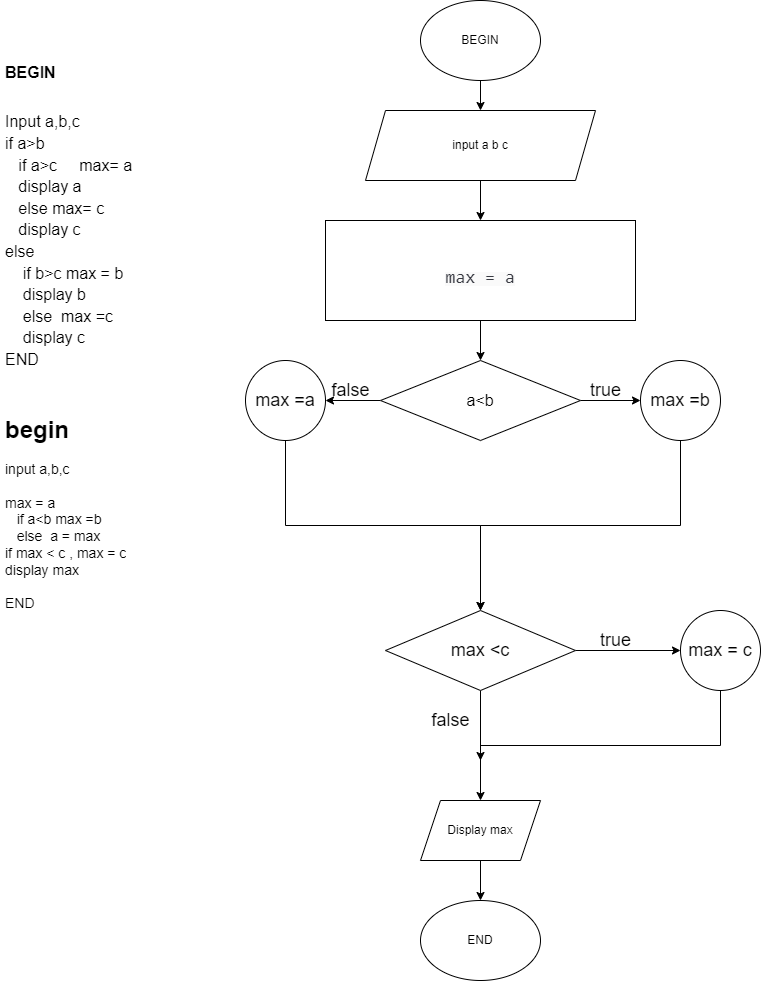 BEGIN
Input a,b,c
if a>b
if a>c max= a
display a
else max= c
display c
else
if b>c max = b
display b
else max =c
display c
END
begin
input a,b,c
max = a
if a<b max =b
else a = max
if max < c , max = c
display max
END
BEGIN
input a b c
max = a
max =a
false
a<b
true
max =b
max <c
true
max = c
false
Display max
END